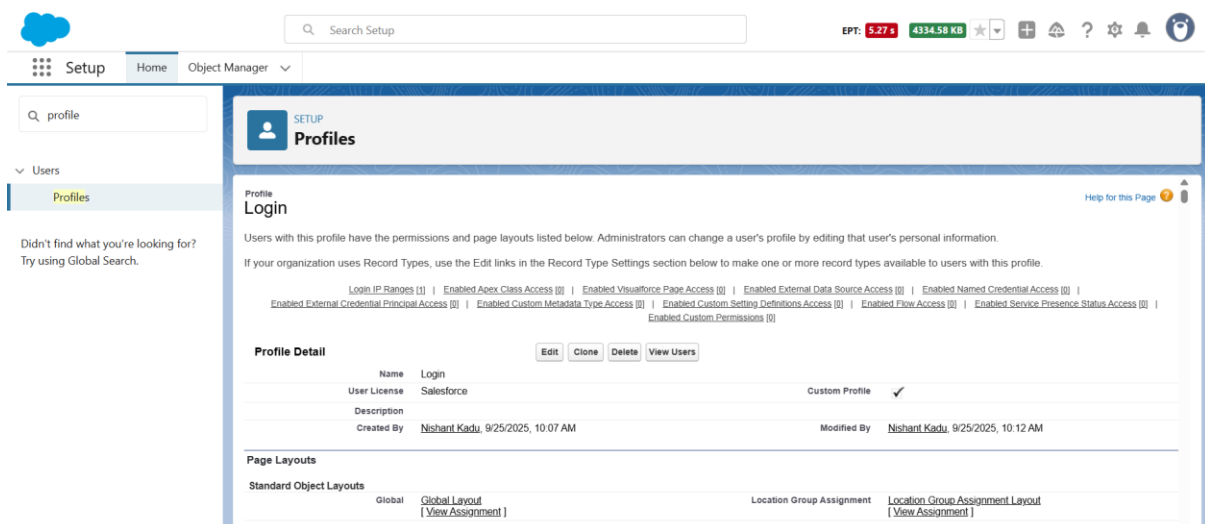 Search Setup
EPT: 5.27 s 4334.58 KB
Setup Home Object Manager
profile
Users
Profiles
Didn't find what you're looking for?
Try using Global Search.
SETUP
Profiles
Profile
Login
Help for this Page
Users with this profile have the permissions and page layouts listed below. Administrators can change a user's profile by editing that user's personal information.
If your organization uses Record Types, use the Edit links in the Record Type Settings section below to make one or more record types available to users with this profile.
Login IP Ranges [1] | Enabled Apex Class Access [0] | Enabled Visualforce Page Access [0] | Enabled External Data Source Access [0] | Enabled Named Credential Access [0] |
Enabled External Credential Principal Access [0] | Enabled Custom Metadata Type Access [0] | Enabled Custom Setting Definitions Access [0] | Enabled Flow Access [0] | Enabled Service Presence Status Access [0] |
Enabled Custom Permissions [0]
Profile Detail Edit Clone Delete View Users
Name Login
User License Salesforce Custom Profile
Description
Created By Nishant Kadu, 9/25/2025, 10:07 AM Modified By Nishant Kadu, 9/25/2025, 10:12 AM
Page Layouts
Standard Object Layouts
Global Global Layout Location Group Assignment Location Group Assignment Layout
[ View Assignment ] [ View Assignment ]